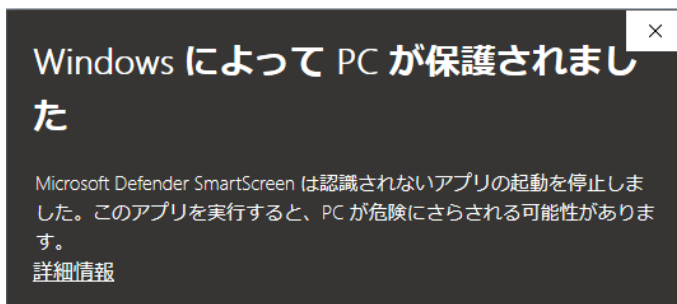 Windows によって PC が保護されまし
た
Microsoft Defender SmartScreen は認識されないアプリの起動を停止しま
した。このアプリを実行すると、PC が危険にさらされる可能性がありま
す。
詳細情報